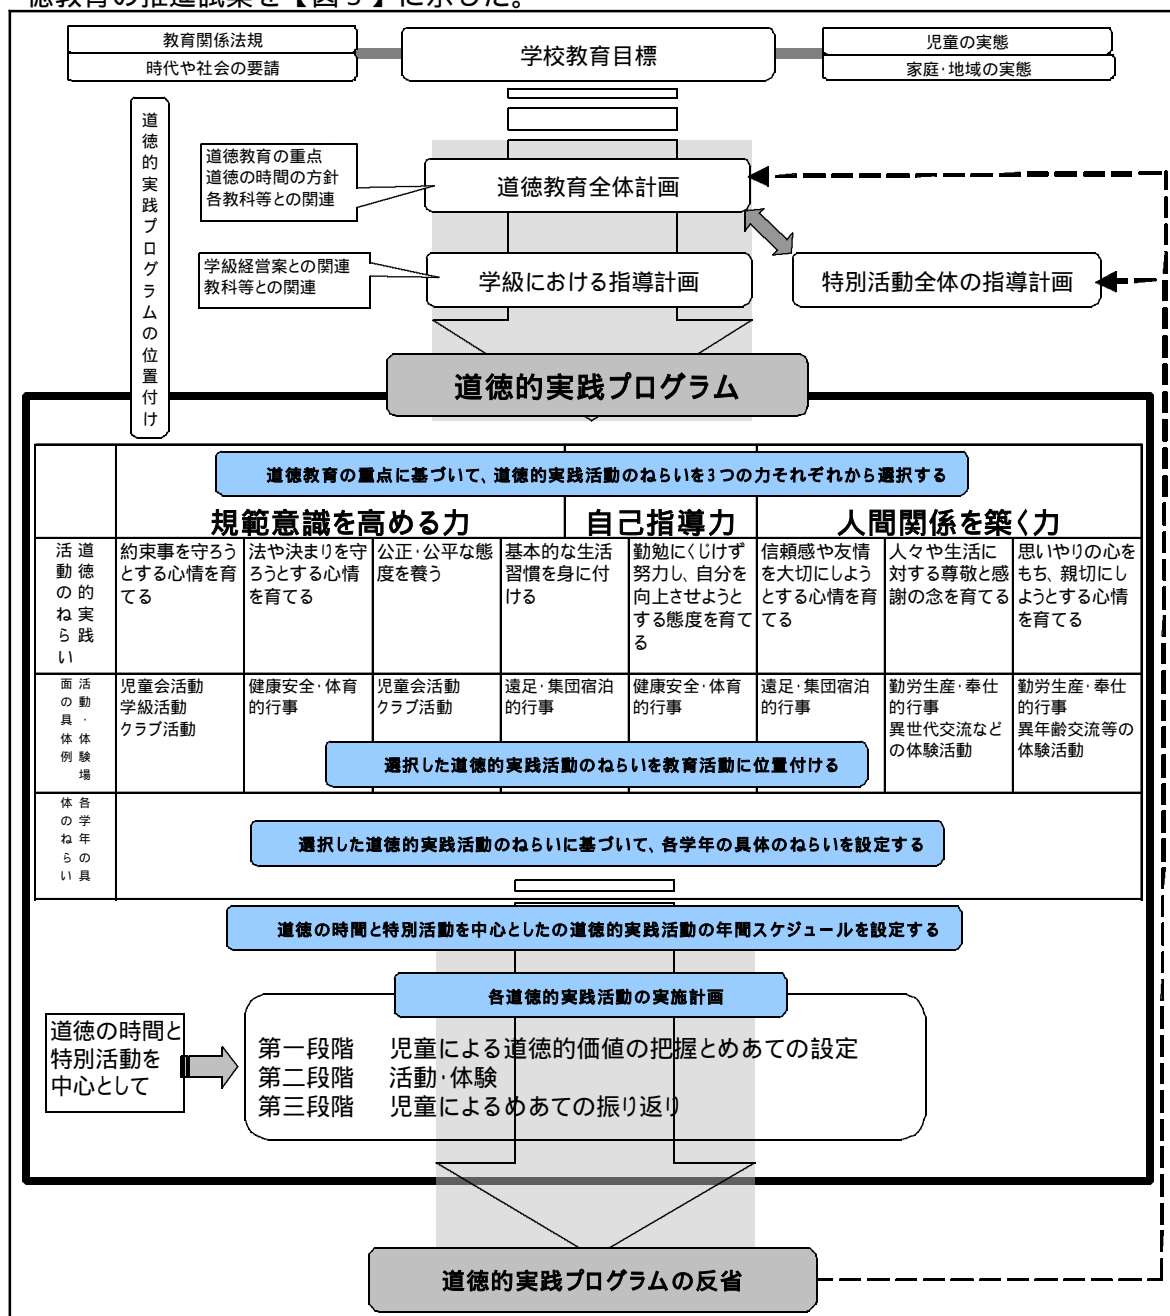 徳教育の推進試案を【図３】に示した。
教育関係法規
時代や社会の要請
学校教育目標
児童の実態
家庭・地域の実態
道徳的実践プログラムの位置付け
道徳教育の重点
道徳の時間の方針
各教科等との関連
道徳教育全体計画
学級経営案との関連
教科等との関連
学級における指導計画
特別活動全体の指導計画
道徳的実践プログラム
道徳教育の重点に基づいて、道徳的実践活動のねらいを3つの力それぞれから選択する
規範意識を高める力
自己指導力
人間関係を築く力
道徳的実践
活動のねらい
約束事を守ろう
とする心情を育
てる
法や決まりを守
ろうとする心情
を育てる
公正・公平な態
度を養う
基本的な生活
習慣を身に付
ける
勤勉にくじけず
努力し、自分を
向上させようと
する態度を育て
る
信頼感や友情
を大切にしよう
とする心情を育
てる
人々や生活に
対する尊敬と感
謝の念を育てる
思いやりの心を
もち、親切にし
ようとする心情
を育てる
活動・体験場
面の具体例
児童会活動
学級活動
クラブ活動
健康安全・体育
的行事
児童会活動
クラブ活動
遠足・集団宿泊
的行事
健康安全・体育
的行事
遠足・集団宿泊
的行事
勤労生産・奉仕
的行事
異世代交流など
の体験活動
勤労生産・奉仕
的行事
異年齢交流等の
体験活動
選択した道徳的実践活動のねらいを教育活動に位置付ける
各学年の具
体のねらい
選択した道徳的実践活動のねらいに基づいて、各学年の具体のねらいを設定する
道徳の時間と特別活動を中心としたの道徳的実践活動の年間スケジュールを設定する
各道徳的実践活動の実施計画
道徳の時間と
特別活動を
中心として
第一段階　児童による道徳的価値の把握とめあての設定
第二段階　活動・体験
第三段階　児童によるめあての振り返り
道徳的実践プログラムの反省